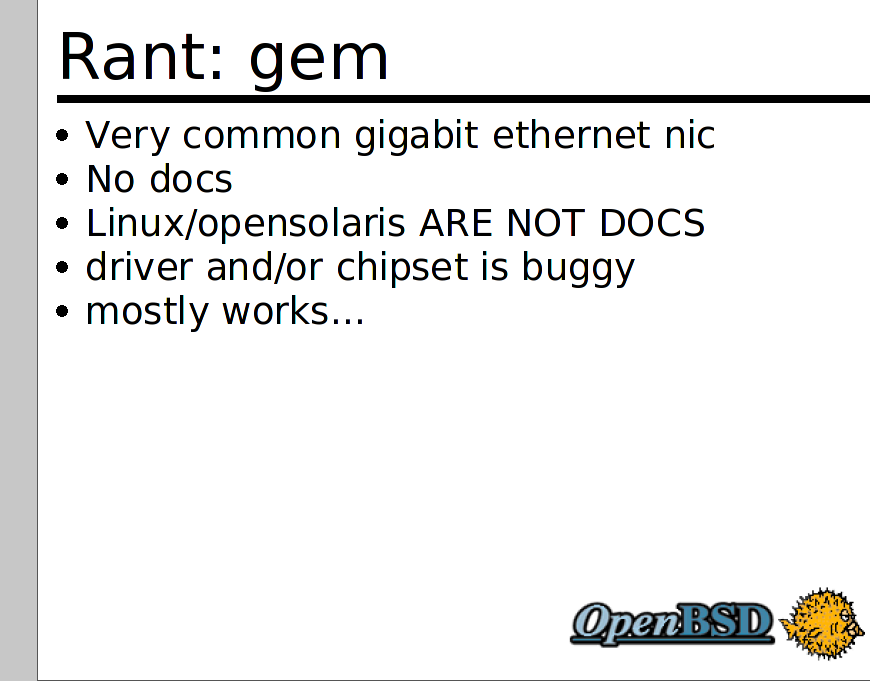 Rant: gem
• Very common gigabit ethernet nic
• No docs
• Linux/opensolaris ARE NOT DOCS
• driver and/or chipset is buggy
• mostly works...
OpenBSD